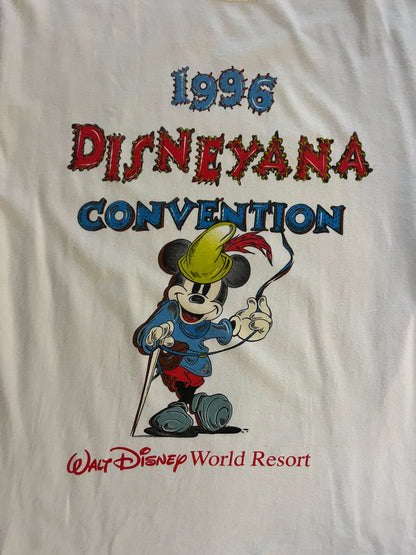 1996
DISNEYANA
CONVENTION
WALT DISNEY World Resort